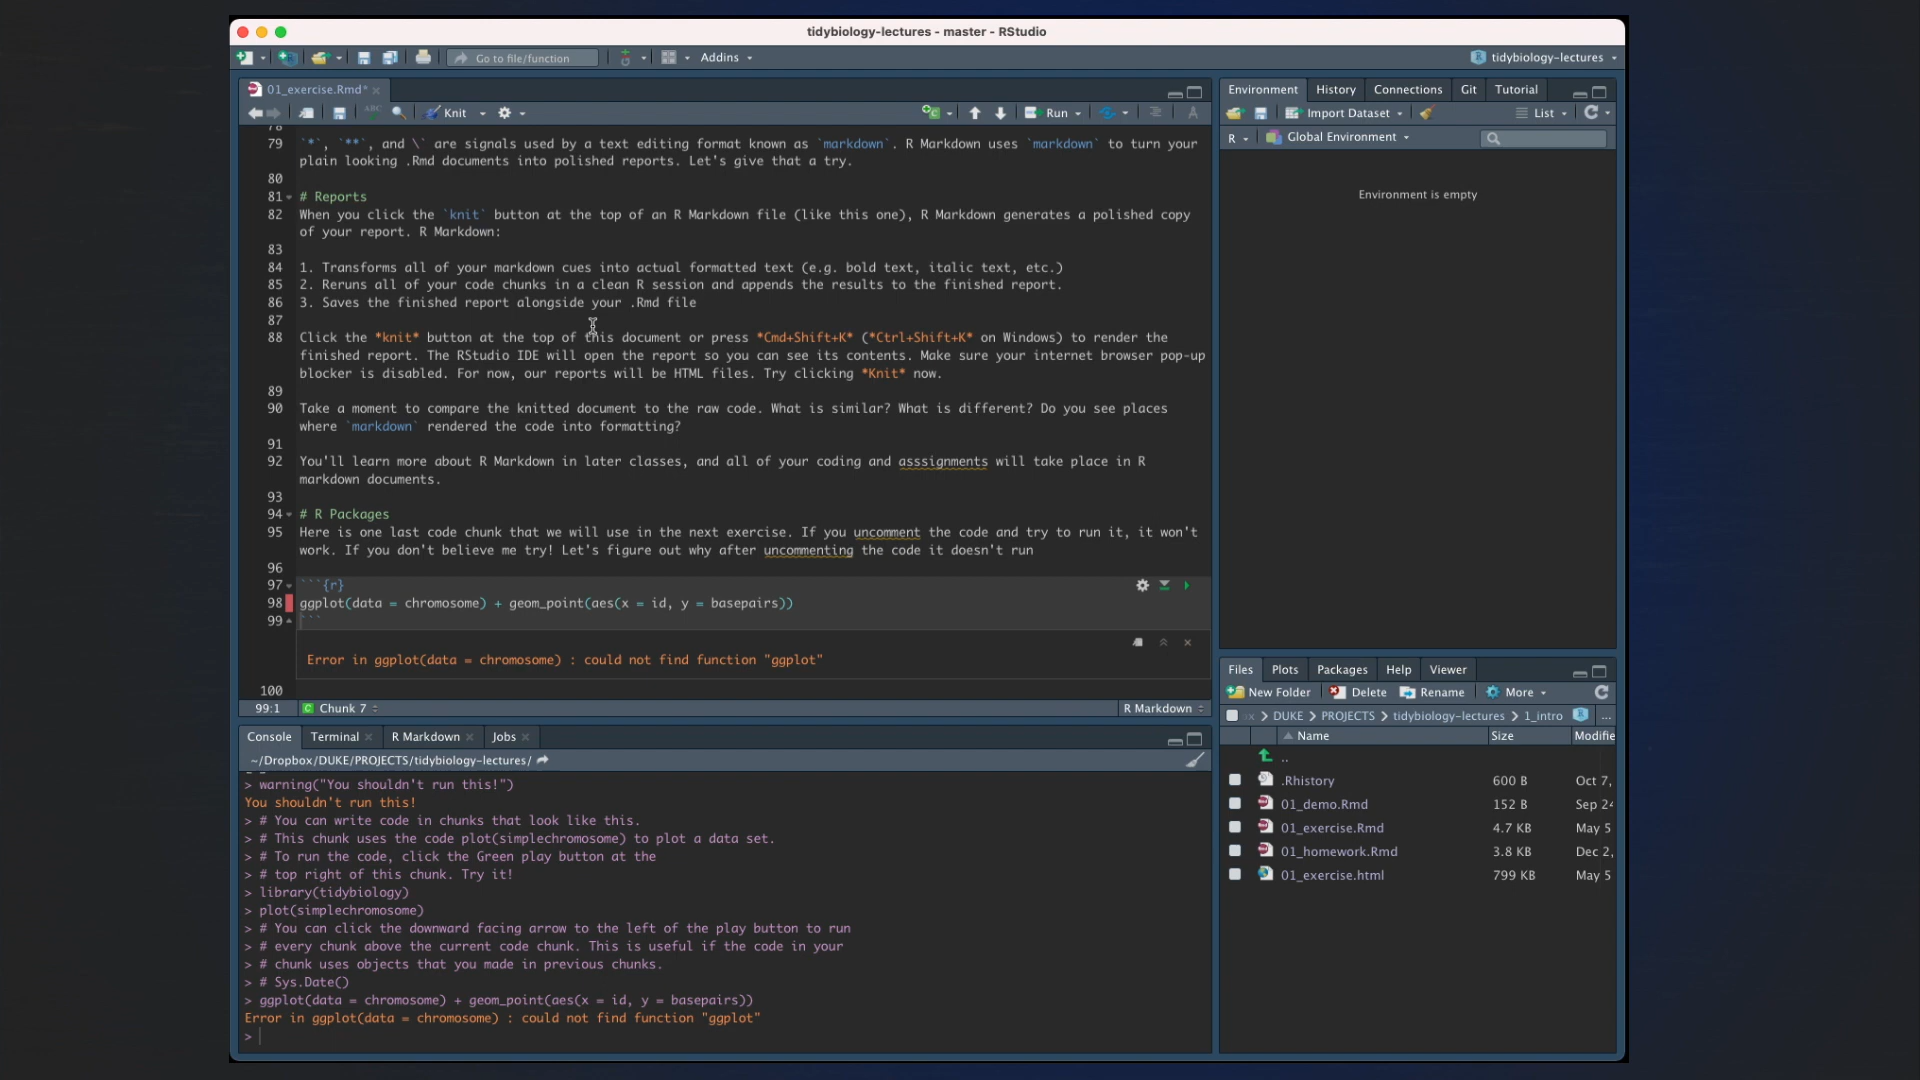 tidybiology-lectures - master - RStudio
Go to file/function
Addins
tidybiology-lectures
01_exercise.Rmd*
ABC
Knit
Run
79 `*`, `**`, and \` are signals used by a text editing format known as `markdown`. R Markdown uses `markdown` to turn your
plain looking .Rmd documents into polished reports. Let's give that a try.
80
81 # Reports
82 When you click the `knit` button at the top of an R Markdown file (like this one), R Markdown generates a polished copy
of your report. R Markdown:
83
84 1. Transforms all of your markdown cues into actual formatted text (e.g. bold text, italic text, etc.)
85 2. Reruns all of your code chunks in a clean R session and appends the results to the finished report.
86 3. Saves the finished report alongside your .Rmd file
87
88 Click the *knit* button at the top of this document or press *Cmd+Shift+K* (*Ctrl+Shift+K* on Windows) to render the
finished report. The RStudio IDE will open the report so you can see its contents. Make sure your internet browser pop-up
blocker is disabled. For now, our reports will be HTML files. Try clicking *Knit* now.
89
90 Take a moment to compare the knitted document to the raw code. What is similar? What is different? Do you see places
where `markdown` rendered the code into formatting?
91
92 You'll learn more about R Markdown in later classes, and all of your coding and asssignments will take place in R
markdown documents.
93
94 # R Packages
95 Here is one last code chunk that we will use in the next exercise. If you uncomment the code and try to run it, it won't
work. If you don't believe me try! Let's figure out why after uncommenting the code it doesn't run
96
97 ```{r}
98 ggplot(data = chromosome) + geom_point(aes(x = id, y = basepairs))
99 ```
Error in ggplot(data = chromosome) : could not find function "ggplot"
100
99:1
Chunk 7
R Markdown
Console
Terminal
R Markdown
Jobs
~/Dropbox/DUKE/PROJECTS/tidybiology-lectures/
> warning("You shouldn't run this!")
You shouldn't run this!
> # You can write code in chunks that look like this.
> # This chunk uses the code plot(simplechromosome) to plot a data set.
> # To run the code, click the Green play button at the
> # top right of this chunk. Try it!
> library(tidybiology)
> plot(simplechromosome)
> # You can click the downward facing arrow to the left of the play button to run
> # every chunk above the current code chunk. This is useful if the code in your
> # chunk uses objects that you made in previous chunks.
> # Sys.Date()
> ggplot(data = chromosome) + geom_point(aes(x = id, y = basepairs))
Error in ggplot(data = chromosome) : could not find function "ggplot"
>
Environment
History
Connections
Git
Tutorial
Import Dataset
List
R
Global Environment
Environment is empty
Files
Plots
Packages
Help
Viewer
New Folder
Delete
Rename
More
> DUKE > PROJECTS > tidybiology-lectures > 1_intro
...
Name Size Modifie
..
.Rhistory 600 B Oct 7,
01_demo.Rmd 152 B Sep 24
01_exercise.Rmd 4.7 KB May 5
01_homework.Rmd 3.8 KB Dec 2,
01_exercise.html 799 KB May 5